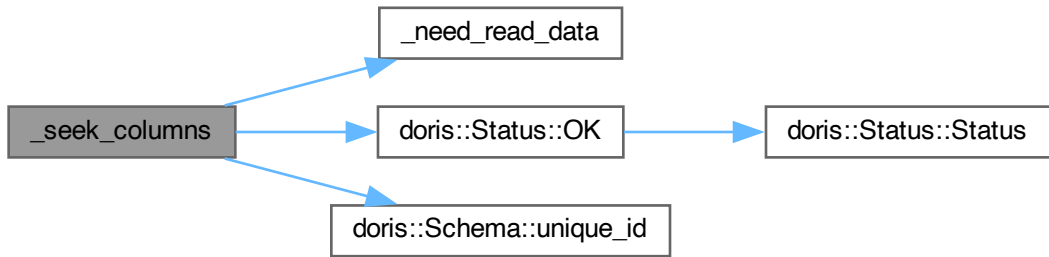 _need_read_data
_seek_columns
doris::Status::OK
doris::Status::Status
doris::Schema::unique_id